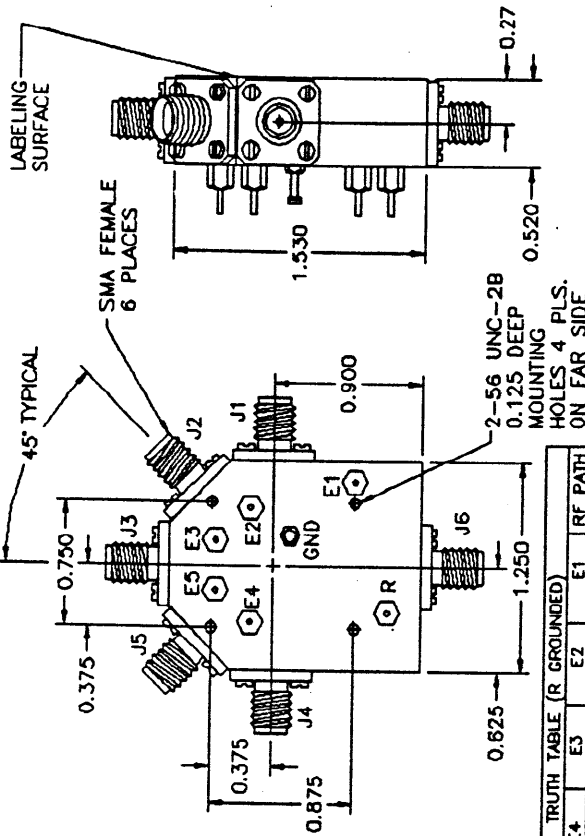 LABELING
SURFACE
SMA FEMALE
6 PLACES
45° TYPICAL
0.27
0.520
1.530
0.750
0.375
J5
J3
J2
J1
J4
J6
E5
E3
E4
E2
E1
GND
R
0.900
0.375
0.875
0.625
1.250
2-56 UNC-2B
0.125 DEEP
MOUNTING
HOLES 4 PLS.
ON FAR SIDE
TRUTH TABLE (R GROUNDED)
E3 E2 E1 RF PATH